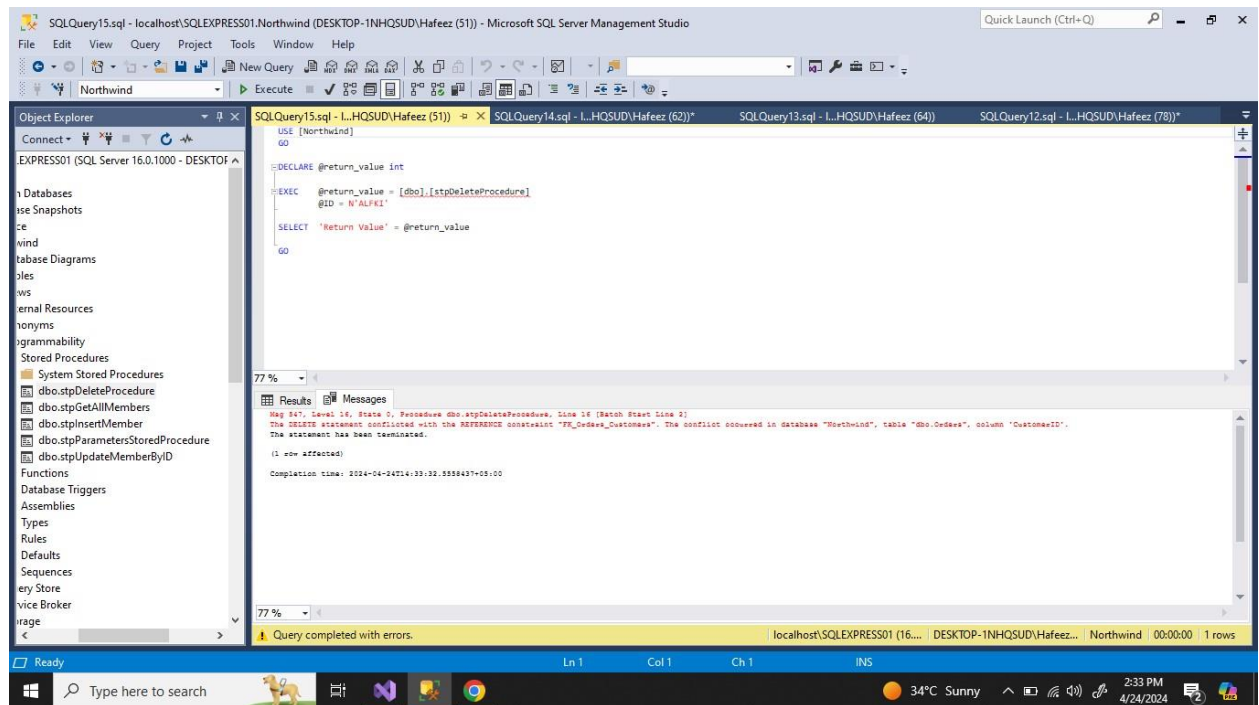 SQLQuery15.sql - localhost\SQLEXPRESS01.Northwind (DESKTOP-1NHQSUD\Hafeez (51)) - Microsoft SQL Server Management Studio
Quick Launch (Ctrl+Q)
File Edit View Query Project Tools Window Help
New Query
Northwind
Execute
Object Explorer
Connect
.EXPRESS01 (SQL Server 16.0.1000 - DESKTOP
n Databases
ase Snapshots
ce
wind
tabase Diagrams
bles
ews
ternal Resources
nonyms
ogrammability
Stored Procedures
System Stored Procedures
dbo.stpDeleteProcedure
dbo.stpGetAllMembers
dbo.stpInsertMember
dbo.stpParametersStoredProcedure
dbo.stpUpdateMemberByID
Functions
Database Triggers
Assemblies
Types
Rules
Defaults
Sequences
ery Store
rvice Broker
orage
SQLQuery15.sql - l...HQSUD\Hafeez (51)) SQLQuery14.sql - l...HQSUD\Hafeez (62))* SQLQuery13.sql - l...HQSUD\Hafeez (64)) SQLQuery12.sql - l...HQSUD\Hafeez (78))*
USE [Northwind]
GO
DECLARE @return_value int
EXEC @return_value = [dbo].[stpDeleteProcedure]
@ID = N'ALFKI'
SELECT 'Return Value' = @return_value
GO
77 %
Results Messages
Msg 547, Level 16, State 0, Procedure dbo.stpDeleteProcedure, Line 16 [Batch Start Line 2]
The DELETE statement conflicted with the REFERENCE constraint "FK_Orders_Customers". The conflict occurred in database "Northwind", table "dbo.Orders", column 'CustomerID'.
The statement has been terminated.
(1 row affected)
Completion time: 2024-04-24T14:33:32.5558437+05:00
77 %
Query completed with errors.
localhost\SQLEXPRESS01 (16.... DESKTOP-1NHQSUD\Hafeez... Northwind 00:00:00 1 rows
Ready Ln 1 Col 1 Ch 1 INS
Type here to search
34°C Sunny
2:33 PM
4/24/2024
2
PRE